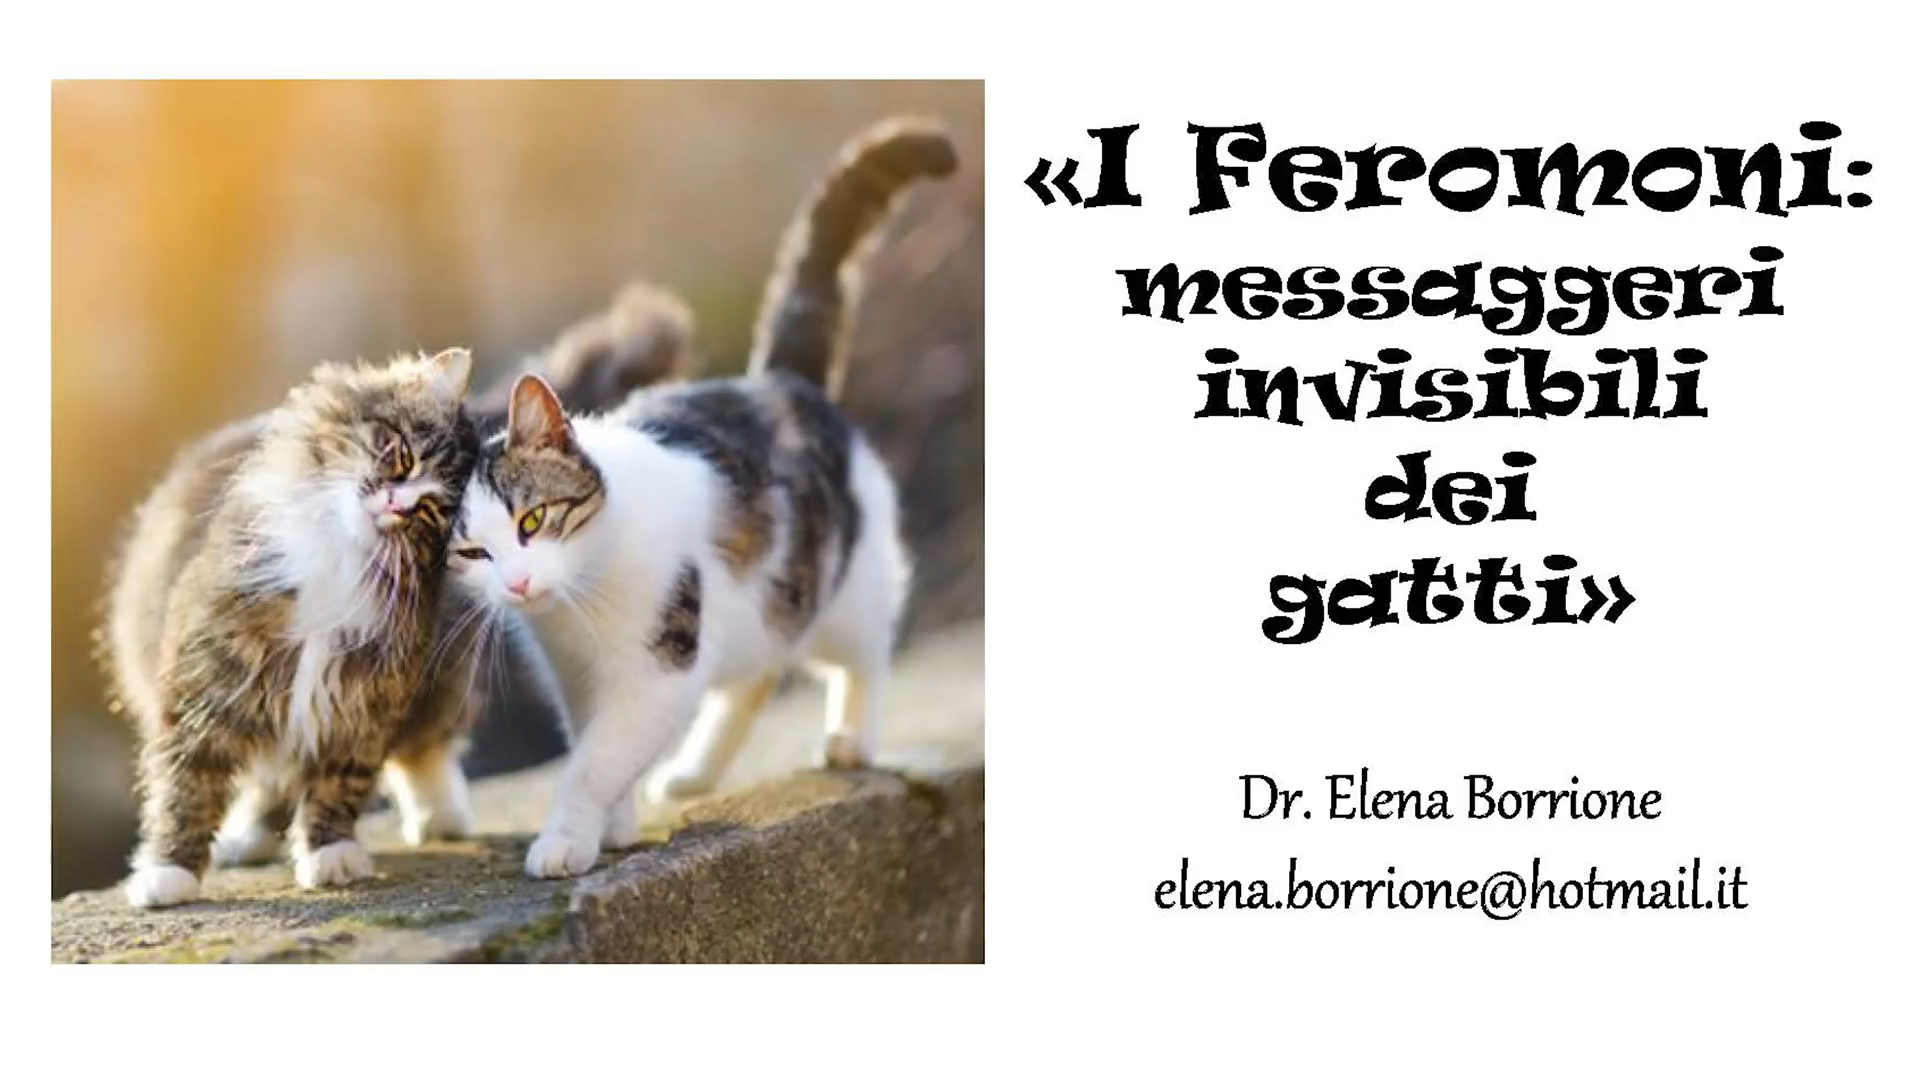 «I Feromoni:
messaggeri
invisibili
dei
gatti»
Dr. Elena Borrione
elena.borrione@hotmail.it